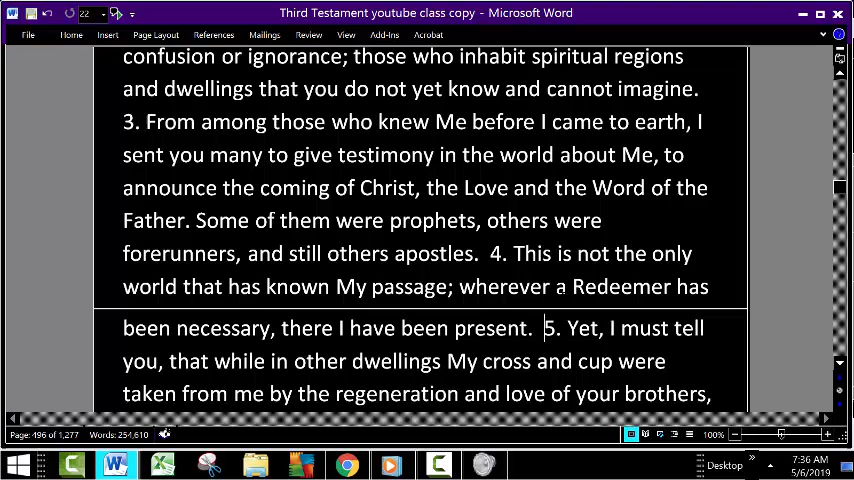 22
Third Testament youtube class copy - Microsoft Word
File Home Insert Page Layout References Mailings Review View Add-Ins Acrobat
confusion or ignorance; those who inhabit spiritual regions
and dwellings that you do not yet know and cannot imagine.
3. From among those who knew Me before I came to earth, I
sent you many to give testimony in the world about Me, to
announce the coming of Christ, the Love and the Word of the
Father. Some of them were prophets, others were
forerunners, and still others apostles.  4. This is not the only
world that has known My passage; wherever a Redeemer has
been necessary, there I have been present.  5. Yet, I must tell
you, that while in other dwellings My cross and cup were
taken from me by the regeneration and love of your brothers,
Page: 496 of 1,277 Words: 254,610 100%
Desktop » 7:36 AM
5/6/2019